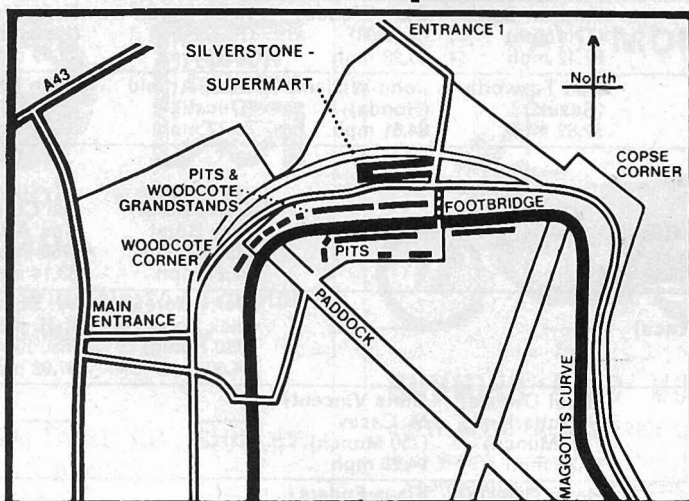 ENTRANCE 1
SILVERSTONE -
SUPERMART
A43
North
PITS &
WOODCOTE
GRANDSTANDS
COPSE
CORNER
FOOTBRIDGE
WOODCOTE
CORNER
PITS
MAIN
ENTRANCE
PADDOCK
MAGGOTTS CURVE